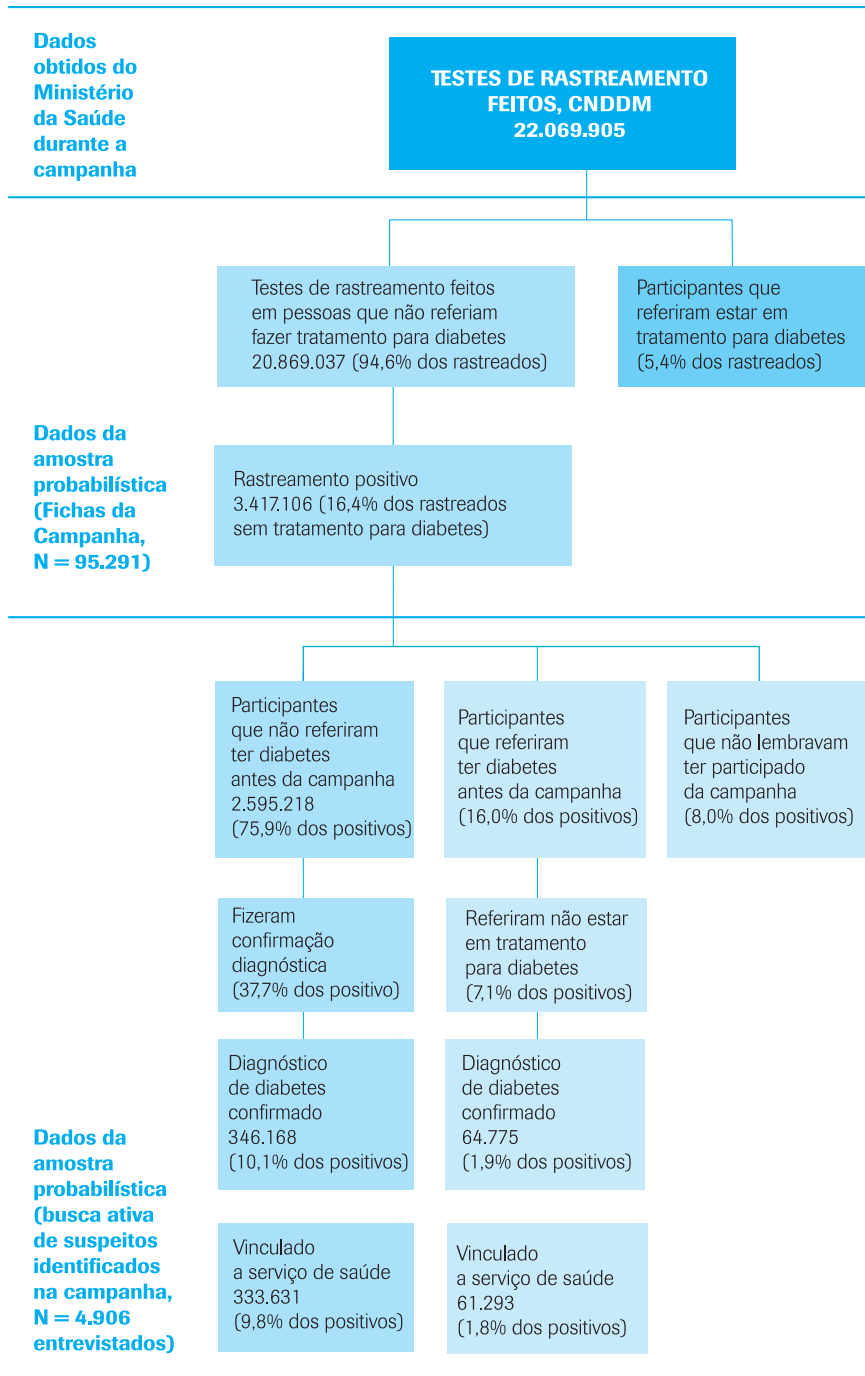 Dados
obtidos do
Ministério
da Saúde
durante a
campanha
TESTES DE RASTREAMENTO
FEITOS, CNDDM
22.069.905
Testes de rastreamento feitos
em pessoas que não referiam
fazer tratamento para diabetes
20.869.037 (94,6% dos rastreados)
Participantes que
referiram estar em
tratamento para diabetes
(5,4% dos rastreados)
Dados da
amostra
probabilística
(Fichas da
Campanha,
N = 95.291)
Rastreamento positivo
3.417.106 (16,4% dos rastreados
sem tratamento para diabetes)
Participantes
que não referiram
ter diabetes
antes da campanha
2.595.218
(75,9% dos positivos)
Participantes
que referiram
ter diabetes
antes da campanha
(16,0% dos positivos)
Participantes
que não lembravam
ter participado
da campanha
(8,0% dos positivos)
Fizeram
confirmação
diagnóstica
(37,7% dos positivo)
Referiram não estar
em tratamento
para diabetes
(7,1% dos positivos)
Diagnóstico
de diabetes
confirmado
346.168
(10,1% dos positivos)
Diagnóstico
de diabetes
confirmado
64.775
(1,9% dos positivos)
Dados da
amostra
probabilística
(busca ativa
de suspeitos
identificados
na campanha,
N = 4.906
entrevistados)
Vinculado
a serviço de saúde
333.631
(9,8% dos positivos)
Vinculado
a serviço de saúde
61.293
(1,8% dos positivos)